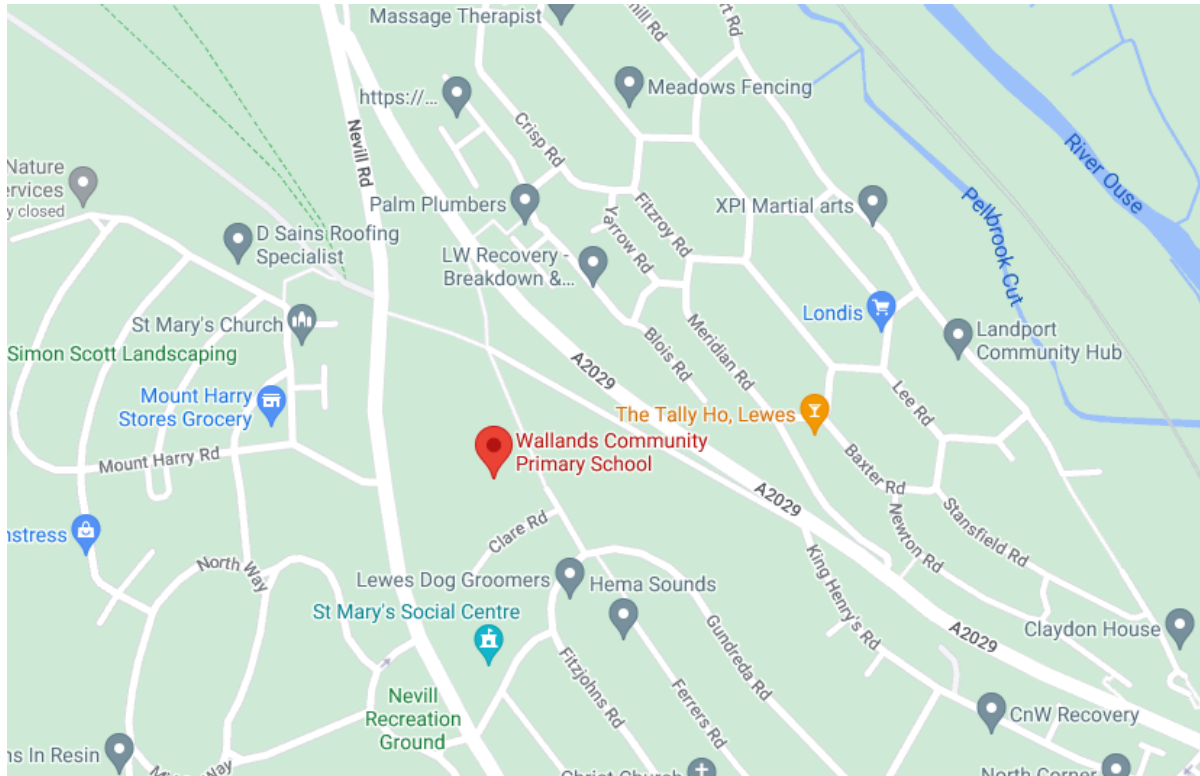 Massage Therapist
Meadows Fencing
https://...
Nevill Rd
Crisp Rd
River Ouse
Nature
ervices
y closed
Palm Plumbers
Yarrow Rd
Fitzroy Rd
XPI Martial arts
Pellbrook Cut
D Sains Roofing
Specialist
LW Recovery -
Breakdown &...
St Mary's Church
Londis
Landport
Community Hub
Simon Scott Landscaping
A2029
Blois Rd
Meridian Rd
Mount Harry
Stores Grocery
The Tally Ho, Lewes
Lee Rd
Wallands Community
Primary School
Mount Harry Rd
Baxter Rd
A2029
nstress
Clare Rd
Newton Rd
Stansfield Rd
North Way
Lewes Dog Groomers
Hema Sounds
King Henry's Rd
St Mary's Social Centre
Gundreda Rd
A2029
Claydon House
Fitzjohns Rd
Ferrers Rd
Nevill
Recreation
Ground
CnW Recovery
ns In Resin
Way
Christ Church
North Corner